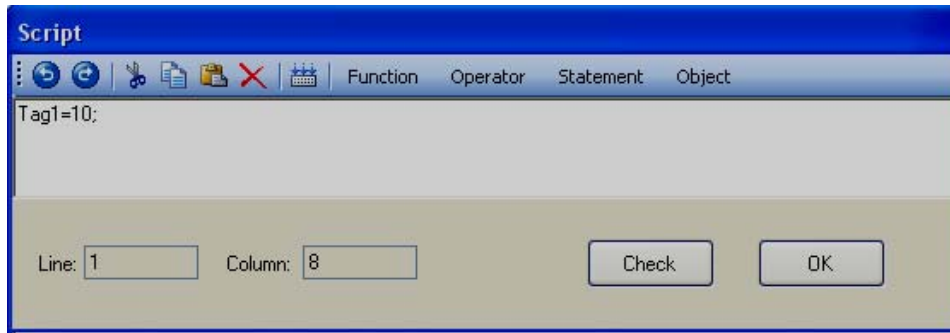 Script
Function Operator Statement Object
Tag1=10;
Line: 1 Column: 8 Check OK